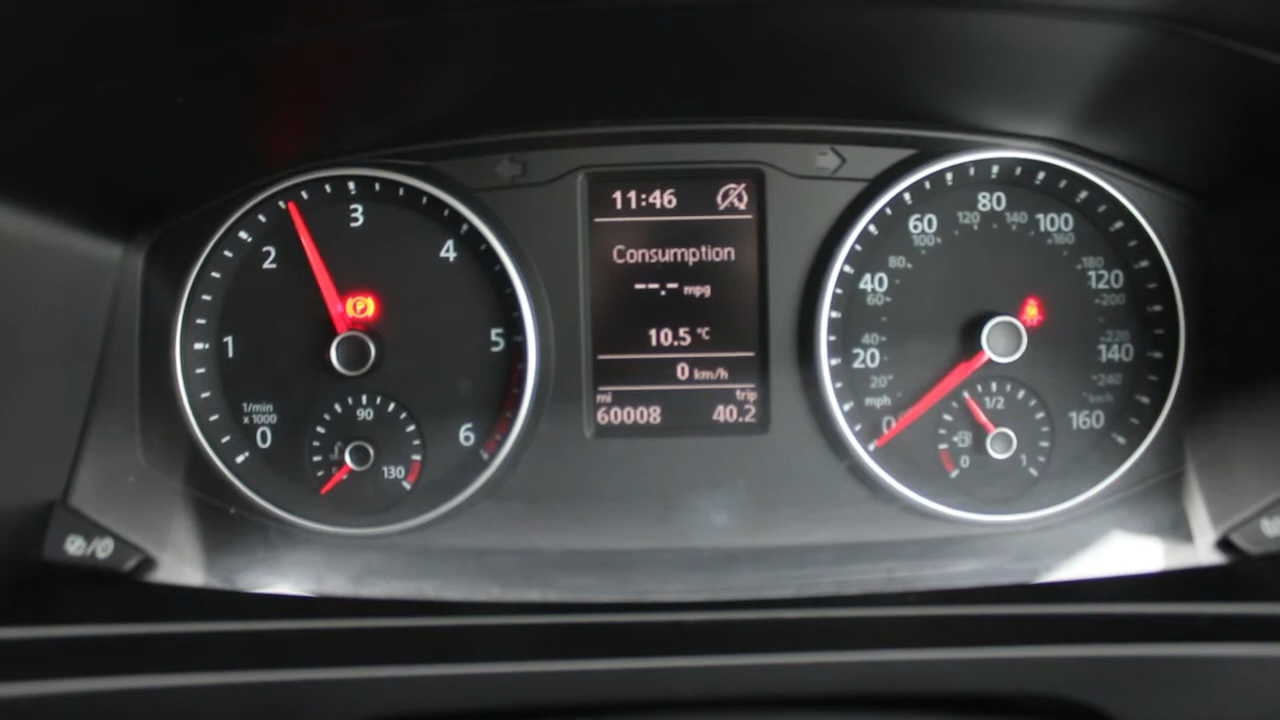 11:46
Consumption
--.- mpg
10.5 °C
0 km/h
mi trip
60008 40.2
0 1 2 3 4 5 6
1/min
x 1000
P
90
130
0 20 40 60 80 100 120 140 160
mph
20 40 60 80 100 120 140 160 180 200 220 240
km/h
0 1/2 1